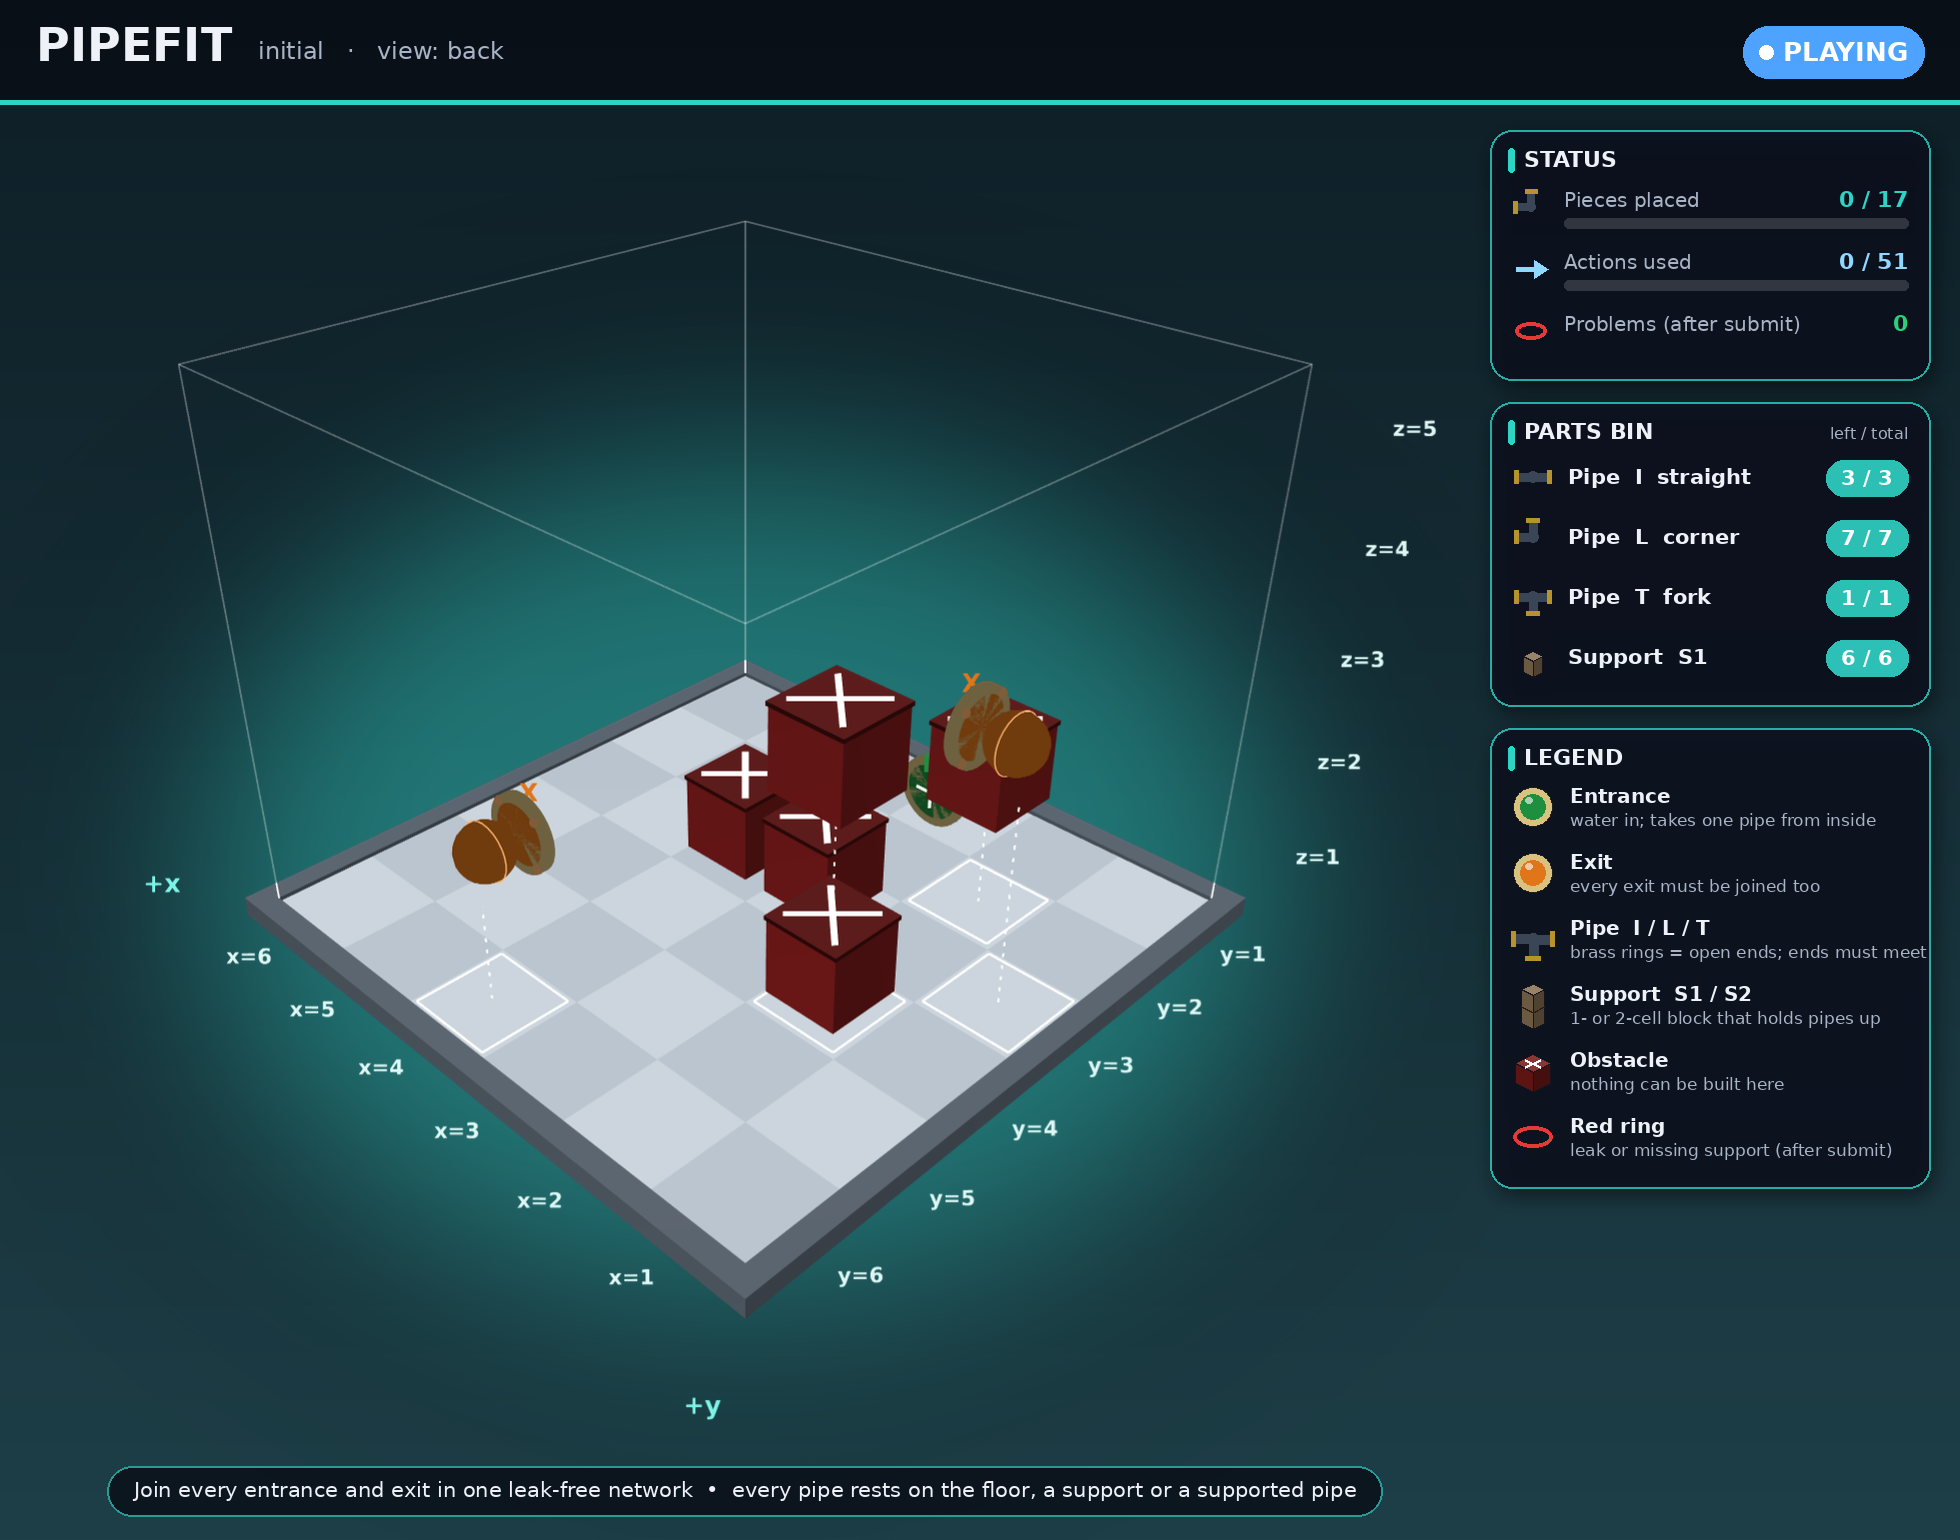 PIPEFIT initial · view: back
PLAYING
STATUS
Pieces placed 0 / 17
Actions used 0 / 51
Problems (after submit) 0
PARTS BIN left / total
Pipe I straight 3 / 3
Pipe L corner 7 / 7
Pipe T fork 1 / 1
Support S1 6 / 6
LEGEND
Entrance
water in; takes one pipe from inside
Exit
every exit must be joined too
Pipe I / L / T
brass rings = open ends; ends must meet
Support S1 / S2
1- or 2-cell block that holds pipes up
Obstacle
nothing can be built here
Red ring
leak or missing support (after submit)
z=5
z=4
z=3
z=2
z=1
X
X
+x
x=6
x=5
x=4
x=3
x=2
x=1
y=1
y=2
y=3
y=4
y=5
y=6
+y
Join every entrance and exit in one leak-free network • every pipe rests on the floor, a support or a supported pipe